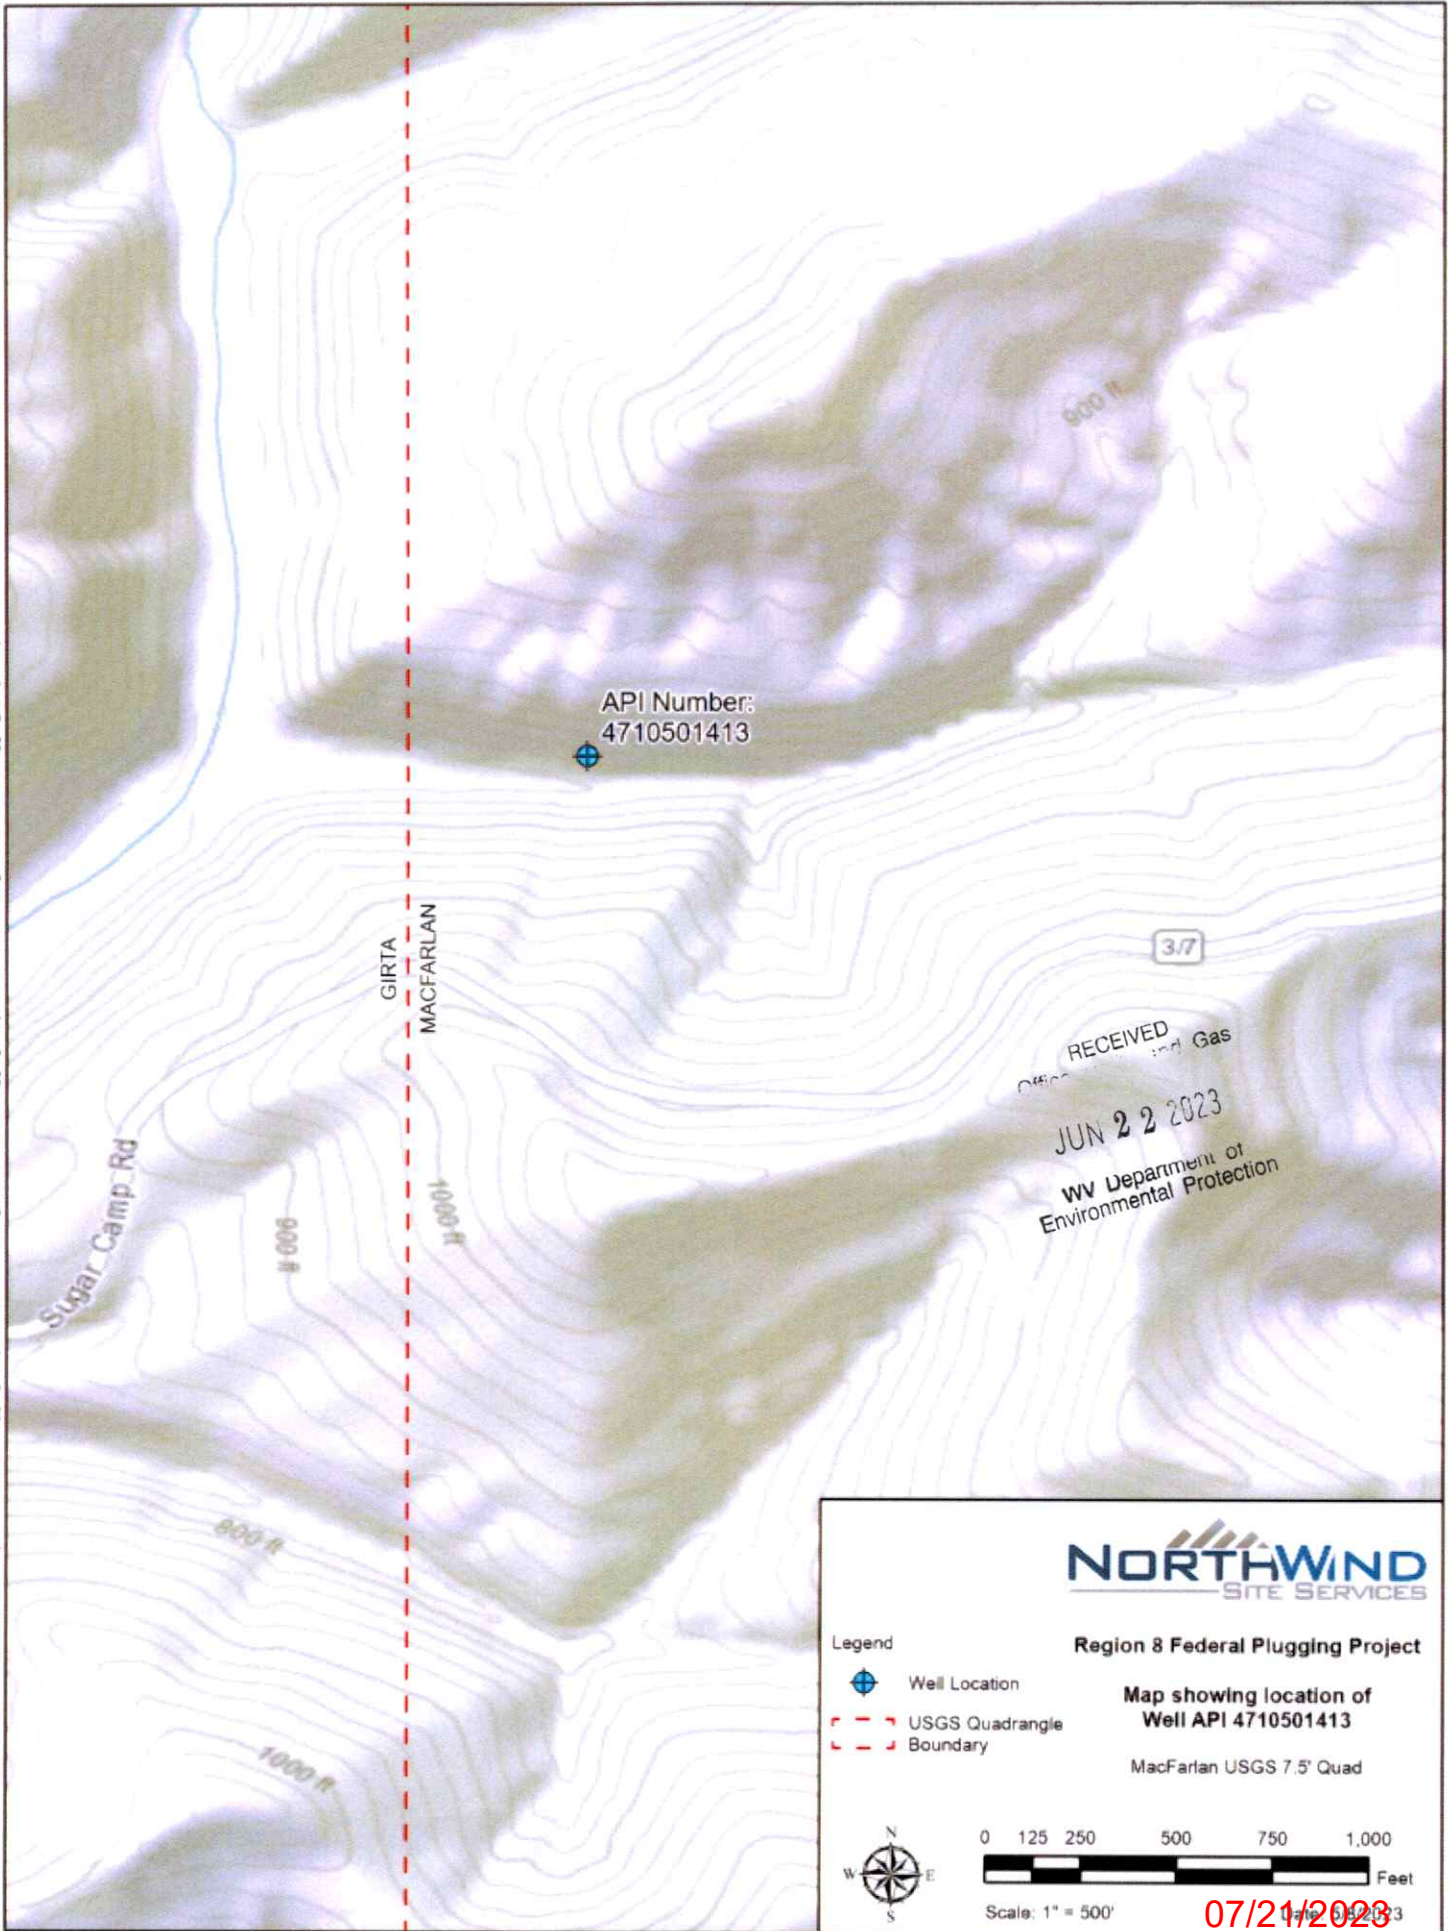 900 ft
API Number:
4710501413
GIRTA
MACFARLAN
3/7
RECEIVED
Office and Gas
JUN 22 2023
WV Department of
Environmental Protection
Sugar Camp Rd
900 ft
1000 ft
800 ft
1000 ft
NORTHWIND
SITE SERVICES
Legend
Well Location
USGS Quadrangle
Boundary
Region 8 Federal Plugging Project
Map showing location of
Well API 4710501413
MacFarlan USGS 7.5' Quad
N
W E
S
0 125 250 500 750 1,000
Feet
Scale: 1" = 500'
07/21/2023